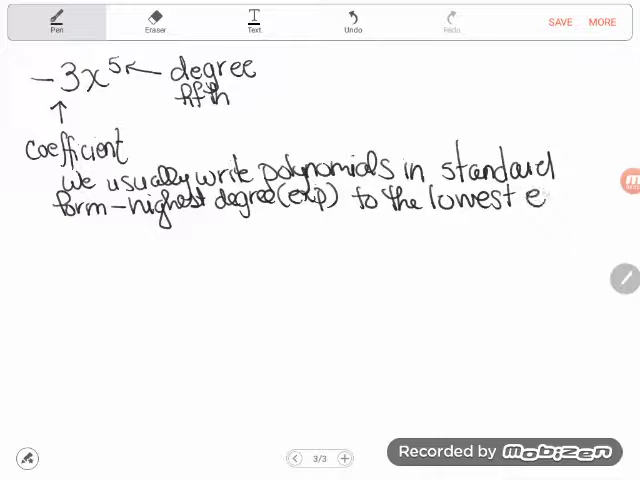 Pen
Eraser
Text
Undo
Redo
SAVE
MORE
-3x⁵ ← degree
fifth
↑
coefficient
We usually write polynomials in standard
form - highest degree (exp) to the lowest e
3/3
Recorded by mobizen